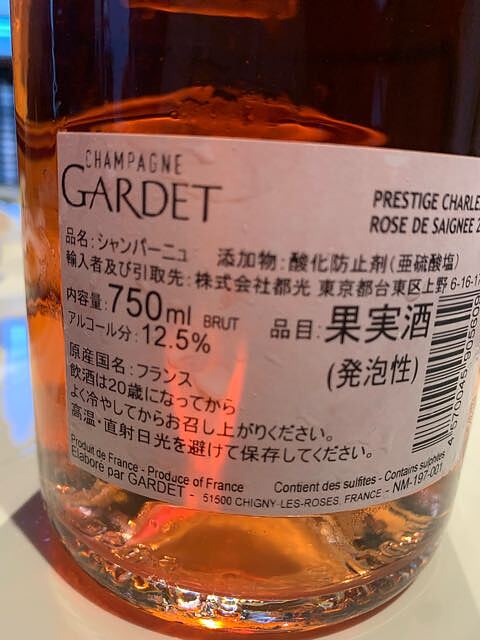 CHAMPAGNE
GARDET
PRESTIGE CHARLE
ROSE DE SAIGNEE 2
品名:シャンパーニュ 添加物:酸化防止剤(亜硫酸塩)
輸入者及び引取先:株式会社都光 東京都台東区上野 6-16-17
内容量:750ml BRUT 品目:果実酒
アルコール分:12.5% (発泡性)
原産国名:フランス
飲酒は20歳になってから
よく冷やしてからお召し上がりください。
高温・直射日光を避けて保存してください。
Produit de France - Produce of France Contient des sulfites - Contains sulphites
Elaboré par GARDET - 51500 CHIGNY-LES-ROSES, FRANCE - NM-197-001